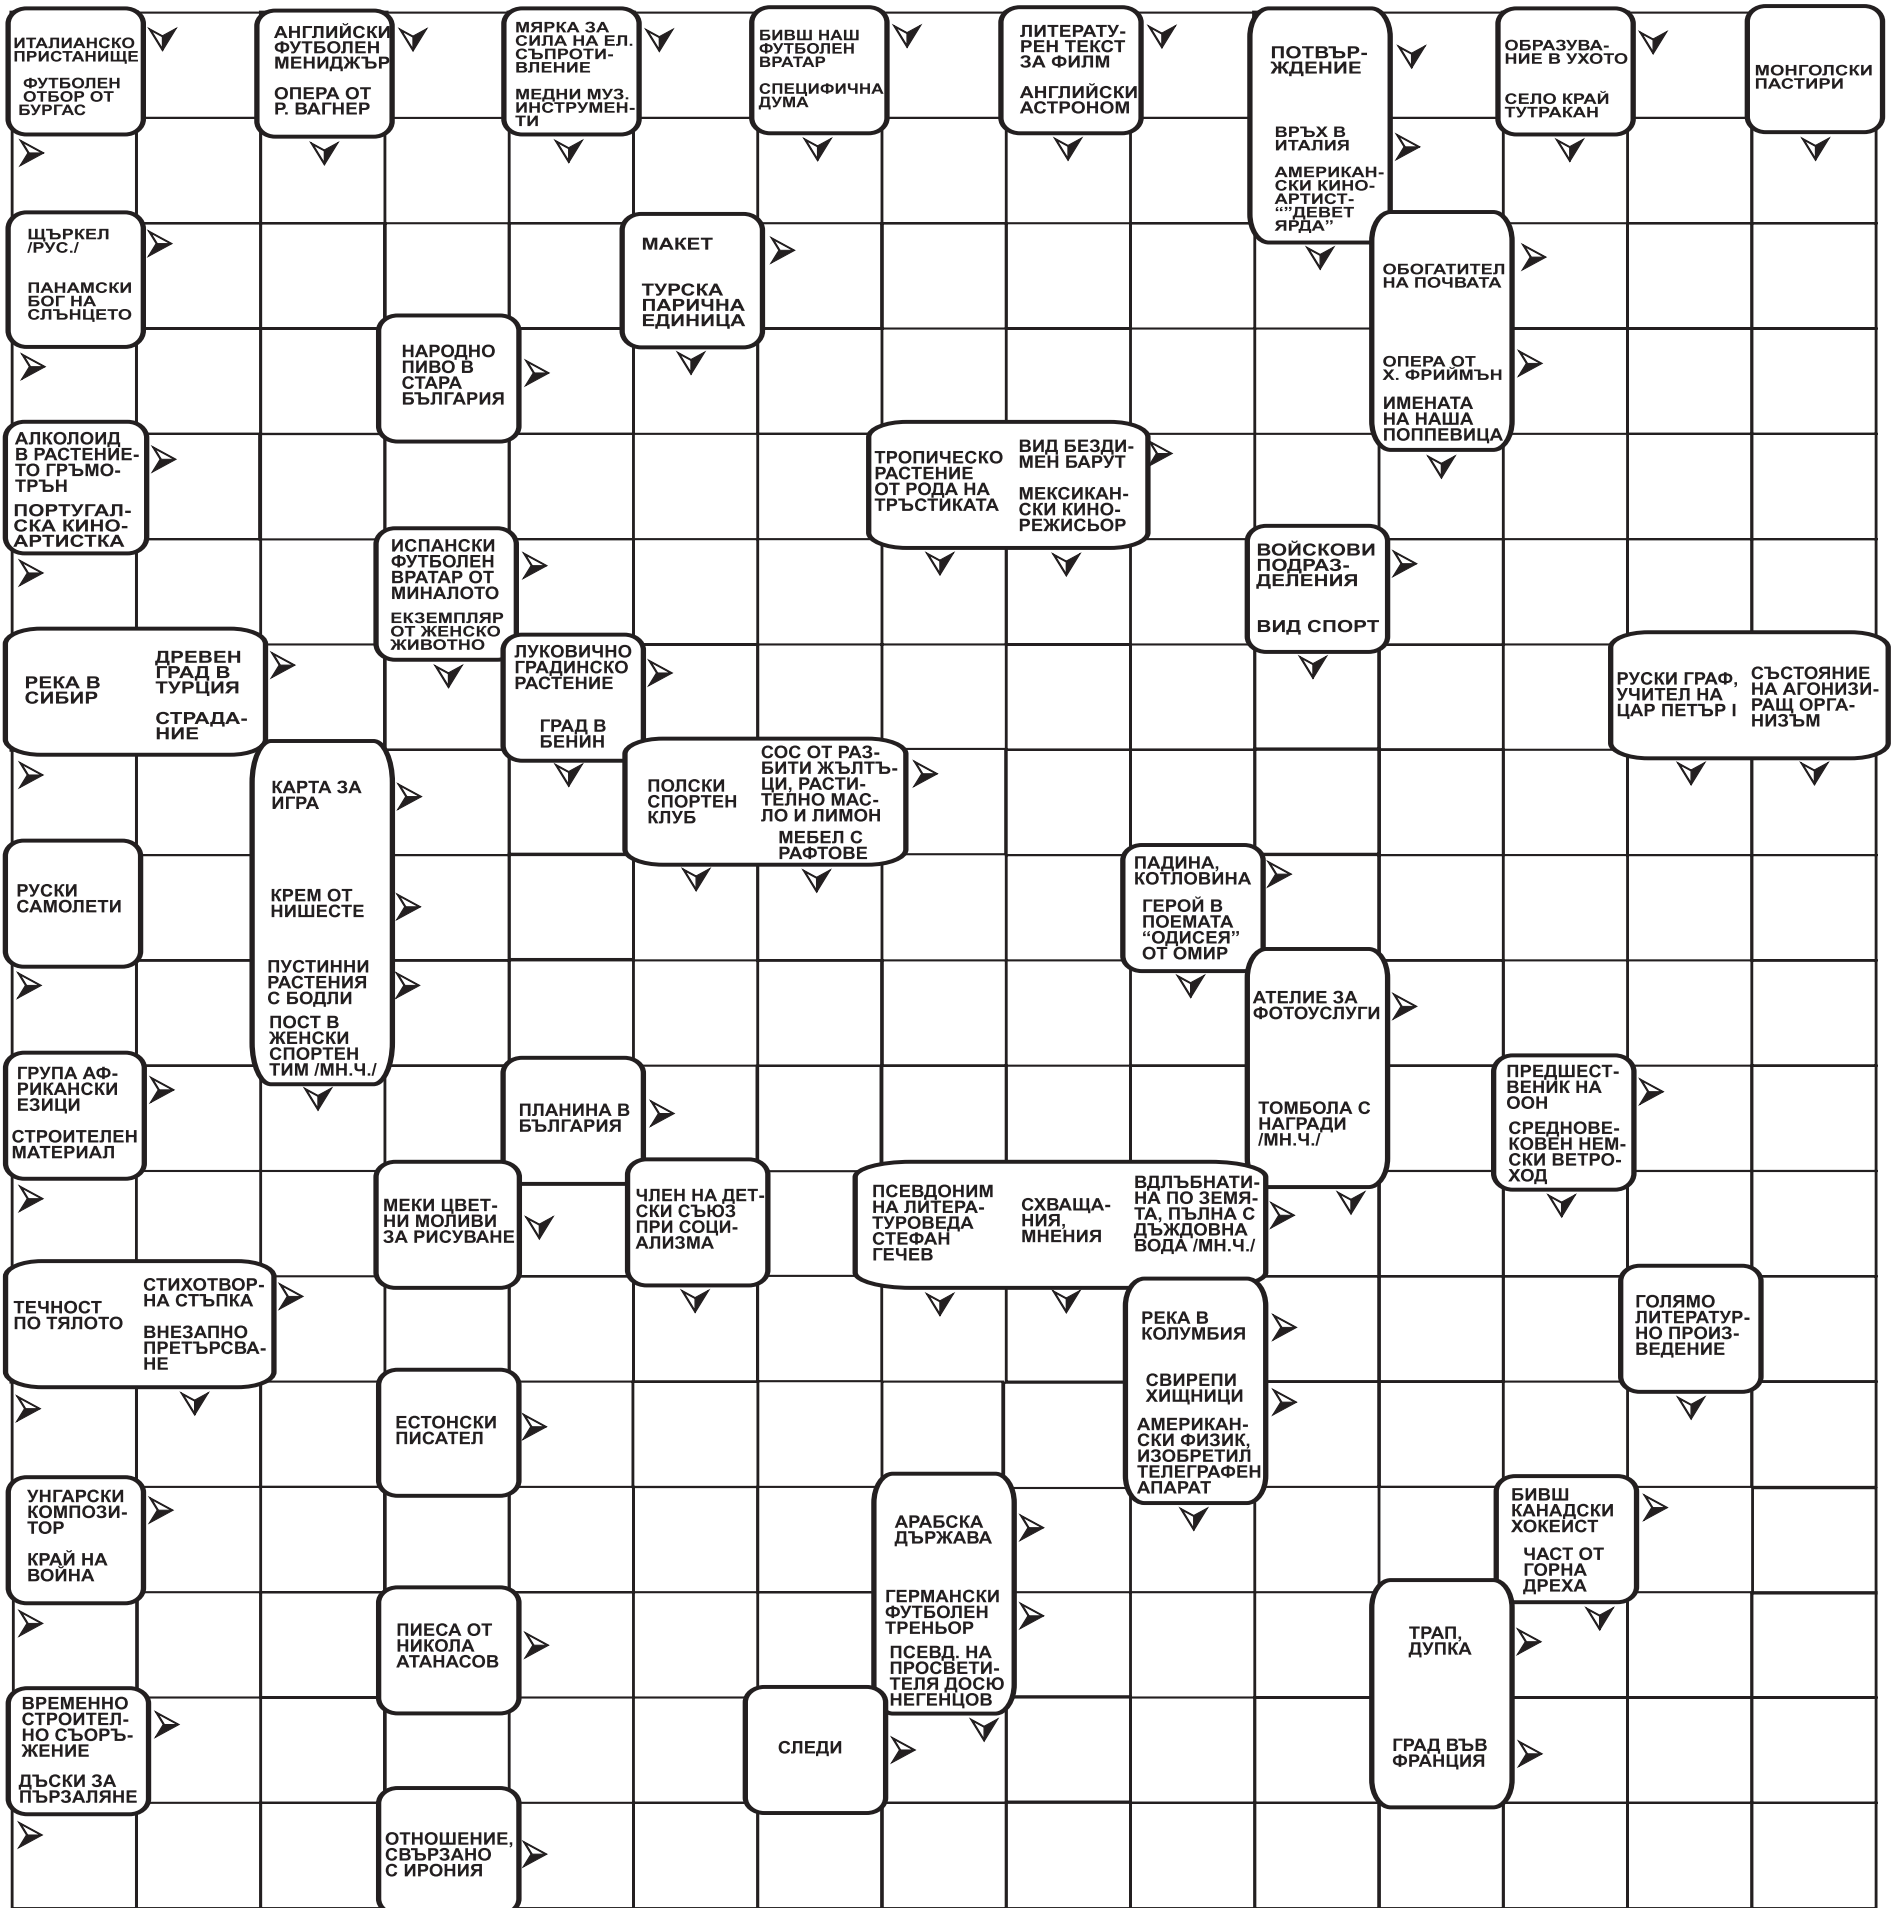 ИТАЛИАНСКО
ПРИСТАНИЩЕ
ФУТБОЛЕН
ОТБОР ОТ
БУРГАС
АНГЛИЙСКИ
ФУТБОЛЕН
МЕНИДЖЪР
ОПЕРА ОТ
Р. ВАГНЕР
МЯРКА ЗА
СИЛА НА ЕЛ.
СЪПРОТИ-
ВЛЕНИЕ
МЕДНИ МУЗ.
ИНСТРУМЕН-
ТИ
БИВШ НАШ
ФУТБОЛЕН
ВРАТАР
СПЕЦИФИЧНА
ДУМА
ЛИТЕРАТУ-
РЕН ТЕКСТ
ЗА ФИЛМ
АНГЛИЙСКИ
АСТРОНОМ
ПОТВЪР-
ЖДЕНИЕ
ВРЪХ В
ИТАЛИЯ
АМЕРИКАН-
СКИ КИНО-
АРТИСТ-
“”ДЕВЕТ
ЯРДА”
ОБРАЗУВА-
НИЕ В УХОТО
СЕЛО КРАЙ
ТУТРАКАН
МОНГОЛСКИ
ПАСТИРИ
ЩЪРКЕЛ
/РУС./
ПАНАМСКИ
БОГ НА
СЛЪНЦЕТО
МАКЕТ
ТУРСКА
ПАРИЧНА
ЕДИНИЦА
ОБОГАТИТЕЛ
НА ПОЧВАТА
ОПЕРА ОТ
Х. ФРИЙМЪН
ИМЕНАТА
НА НАША
ПОППЕВИЦА
НАРОДНО
ПИВО В
СТАРА
БЪЛГАРИЯ
АЛКОЛОИД
В РАСТЕНИЕ-
ТО ГРЪМО-
ТРЪН
ПОРТУГАЛ-
СКА КИНО-
АРТИСТКА
ТРОПИЧЕСКО
РАСТЕНИЕ
ОТ РОДА НА
ТРЪСТИКАТА
ВИД БЕЗДИ-
МЕН БАРУТ
МЕКСИКАН-
СКИ КИНО-
РЕЖИСЬОР
ИСПАНСКИ
ФУТБОЛЕН
ВРАТАР ОТ
МИНАЛОТО
ЕКЗЕМПЛЯР
ОТ ЖЕНСКО
ЖИВОТНО
ВОЙСКОВИ
ПОДРАЗ-
ДЕЛЕНИЯ
ВИД СПОРТ
РЕКА В
СИБИР
ДРЕВЕН
ГРАД В
ТУРЦИЯ
СТРАДА-
НИЕ
ЛУКОВИЧНО
ГРАДИНСКО
РАСТЕНИЕ
ГРАД В
БЕНИН
РУСКИ ГРАФ,
УЧИТЕЛ НА
ЦАР ПЕТЪР I
СЪСТОЯНИЕ
НА АГОНИЗИ-
РАЩ ОРГА-
НИЗЪМ
КАРТА ЗА
ИГРА
КРЕМ ОТ
НИШЕСТЕ
ПУСТИННИ
РАСТЕНИЯ
С БОДЛИ
ПОСТ В
ЖЕНСКИ
СПОРТЕН
ТИМ /МН.Ч./
ПОЛСКИ
СПОРТЕН
КЛУБ
СОС ОТ РАЗ-
БИТИ ЖЪЛТЪ-
ЦИ, РАСТИ-
ТЕЛНО МАС-
ЛО И ЛИМОН
МЕБЕЛ С
РАФТОВЕ
РУСКИ
САМОЛЕТИ
ПАДИНА,
КОТЛОВИНА
ГЕРОЙ В
ПОЕМАТА
“ОДИСЕЯ”
ОТ ОМИР
АТЕЛИЕ ЗА
ФОТОУСЛУГИ
ТОМБОЛА С
НАГРАДИ
/МН.Ч./
ГРУПА АФ-
РИКАНСКИ
ЕЗИЦИ
СТРОИТЕЛЕН
МАТЕРИАЛ
ПЛАНИНА В
БЪЛГАРИЯ
ПРЕДШЕСТ-
ВЕНИК НА
ООН
СРЕДНОВЕ-
КОВЕН НЕМ-
СКИ ВЕТРО-
ХОД
МЕКИ ЦВЕТ-
НИ МОЛИВИ
ЗА РИСУВАНЕ
ЧЛЕН НА ДЕТ-
СКИ СЪЮЗ
ПРИ СОЦИ-
АЛИЗМА
ПСЕВДОНИМ
НА ЛИТЕРА-
ТУРОВЕДА
СТЕФАН
ГЕЧЕВ
СХВАЩА-
НИЯ,
МНЕНИЯ
ВДЛЪБНАТИ-
НА ПО ЗЕМЯ-
ТА, ПЪЛНА С
ДЪЖДОВНА
ВОДА /МН.Ч./
ТЕЧНОСТ
ПО ТЯЛОТО
СТИХОТВОР-
НА СТЪПКА
ВНЕЗАПНО
ПРЕТЪРСВА-
НЕ
РЕКА В
КОЛУМБИЯ
СВИРЕПИ
ХИЩНИЦИ
АМЕРИКАН-
СКИ ФИЗИК,
ИЗОБРЕТИЛ
ТЕЛЕГРАФЕН
АПАРАТ
ГОЛЯМО
ЛИТЕРАТУР-
НО ПРОИЗ-
ВЕДЕНИЕ
ЕСТОНСКИ
ПИСАТЕЛ
УНГАРСКИ
КОМПОЗИ-
ТОР
КРАЙ НА
ВОЙНА
АРАБСКА
ДЪРЖАВА
ГЕРМАНСКИ
ФУТБОЛЕН
ТРЕНЬОР
ПСЕВД. НА
ПРОСВЕТИ-
ТЕЛЯ ДОСЮ
НЕГЕНЦОВ
БИВШ
КАНАДСКИ
ХОКЕИСТ
ЧАСТ ОТ
ГОРНА
ДРЕХА
ПИЕСА ОТ
НИКОЛА
АТАНАСОВ
ТРАП,
ДУПКА
ГРАД ВЪВ
ФРАНЦИЯ
ВРЕМЕННО
СТРОИТЕЛ-
НО СЪОРЪ-
ЖЕНИЕ
ДЪСКИ ЗА
ПЪРЗАЛЯНЕ
СЛЕДИ
ОТНОШЕНИЕ,
СВЪРЗАНО
С ИРОНИЯ